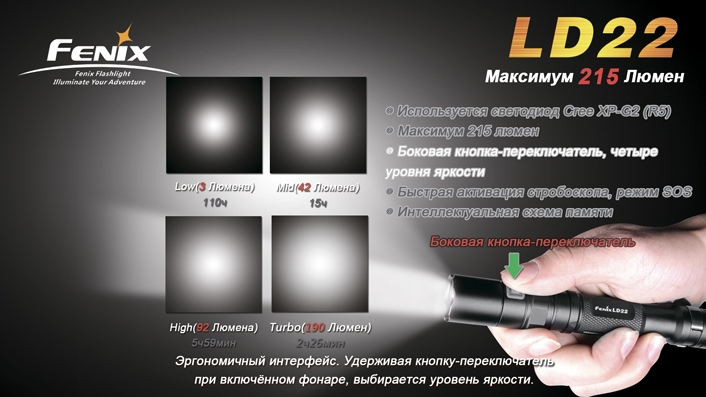 FENIX
Fenix Flashlight
Illuminate Your Adventure
LD22
Максимум 215 Люмен
• Используется светодиод Cree XP-G2 (R5)
• Максимум 215 люмен
• Боковая кнопка-переключатель, четыре
уровня яркости
• Быстрая активация стробоскопа, режим SOS
• Интеллектуальная схема памяти
Low(3 Люмена)
110ч
Mid(42 Люмена)
15ч
High(92 Люмена)
5ч59мин
Turbo(190 Люмен)
2ч26мин
Боковая кнопка-переключатель
Fenix LD22
Эргономичный интерфейс. Удерживая кнопку-переключатель
при включённом фонаре, выбирается уровень яркости.